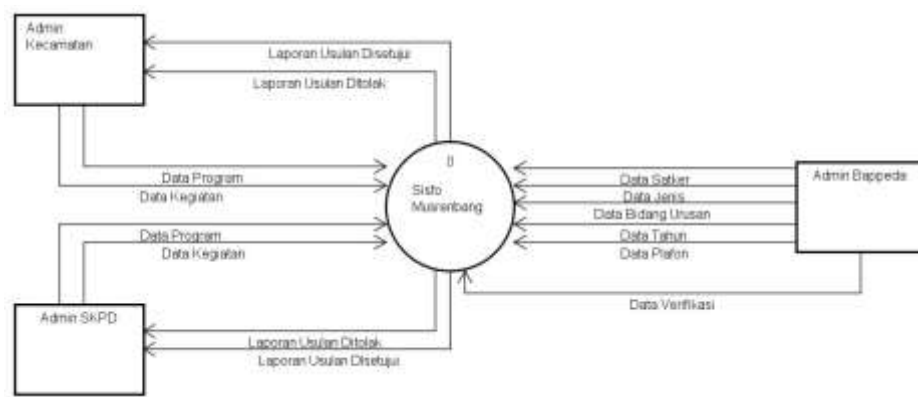 Admin
Kecamatan
Laporan Usulan Disetujui
Laporan Usulan Ditolak
Data Program
Data Kegiatan
0
Sisfo
Musrenbang
Data Satker
Data Jenis
Data Bidang Urusan
Data Tahun
Data Plafon
Admin Bappeda
Data Verifikasi
Data Program
Data Kegiatan
Admin SKPD
Laporan Usulan Ditolak
Laporan Usulan Disetujui